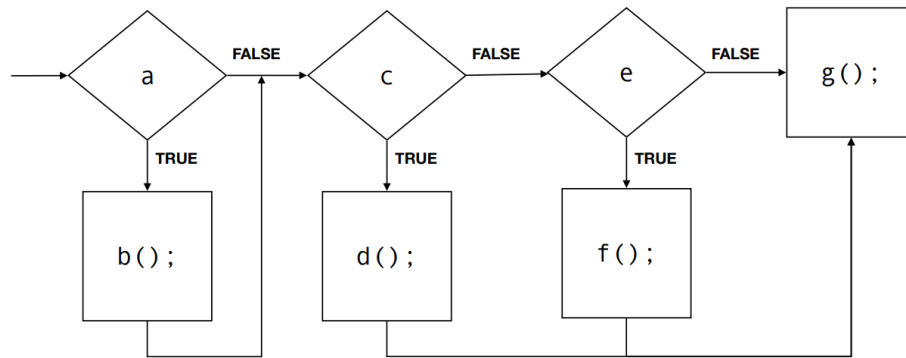 FALSE
FALSE
FALSE
a
c
e
g();
TRUE
TRUE
TRUE
b();
d();
f();